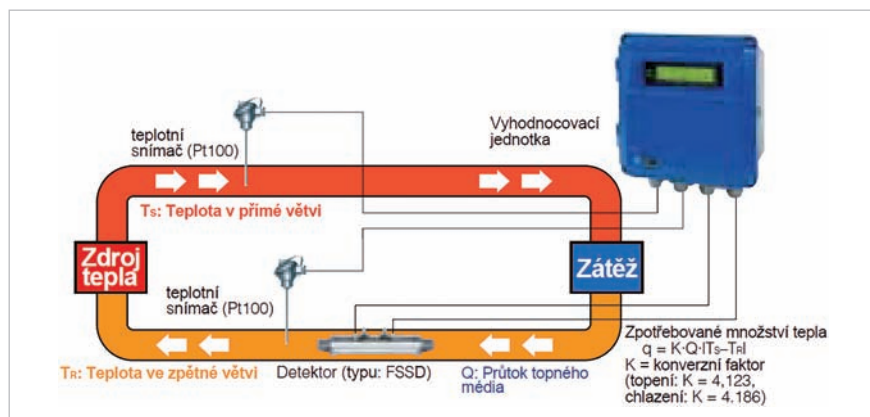 teplotní
snímač (Pt100)
Vyhodnocovací
jednotka
Ts: Teplota v přímé větvi
Zdroj
tepla
Zátěž
teplotní
snímač (Pt100)
TR: Teplota ve zpětné větvi
Detektor (typu: FSSD)
Q: Průtok topného
média
Zpotřebované množství tepla
q = K·Q·ITs–TRI
K = konverzní faktor
(topení: K = 4,123,
chlazení: K = 4.186)